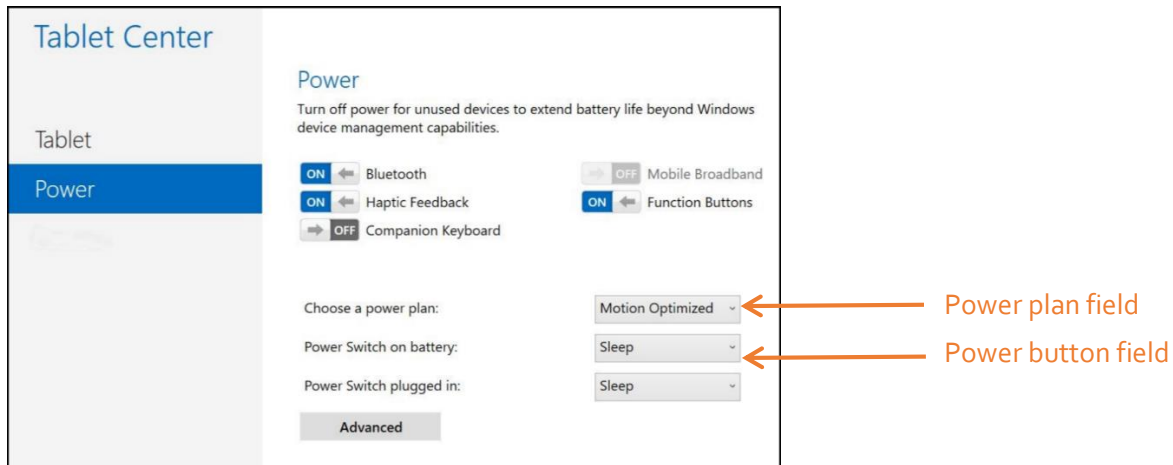 Tablet Center
Tablet
Power
Power
Turn off power for unused devices to extend battery life beyond Windows
device management capabilities.
ON Bluetooth
OFF Mobile Broadband
ON Haptic Feedback
ON Function Buttons
OFF Companion Keyboard
Choose a power plan: Motion Optimized
Power plan field
Power Switch on battery: Sleep
Power button field
Power Switch plugged in: Sleep
Advanced